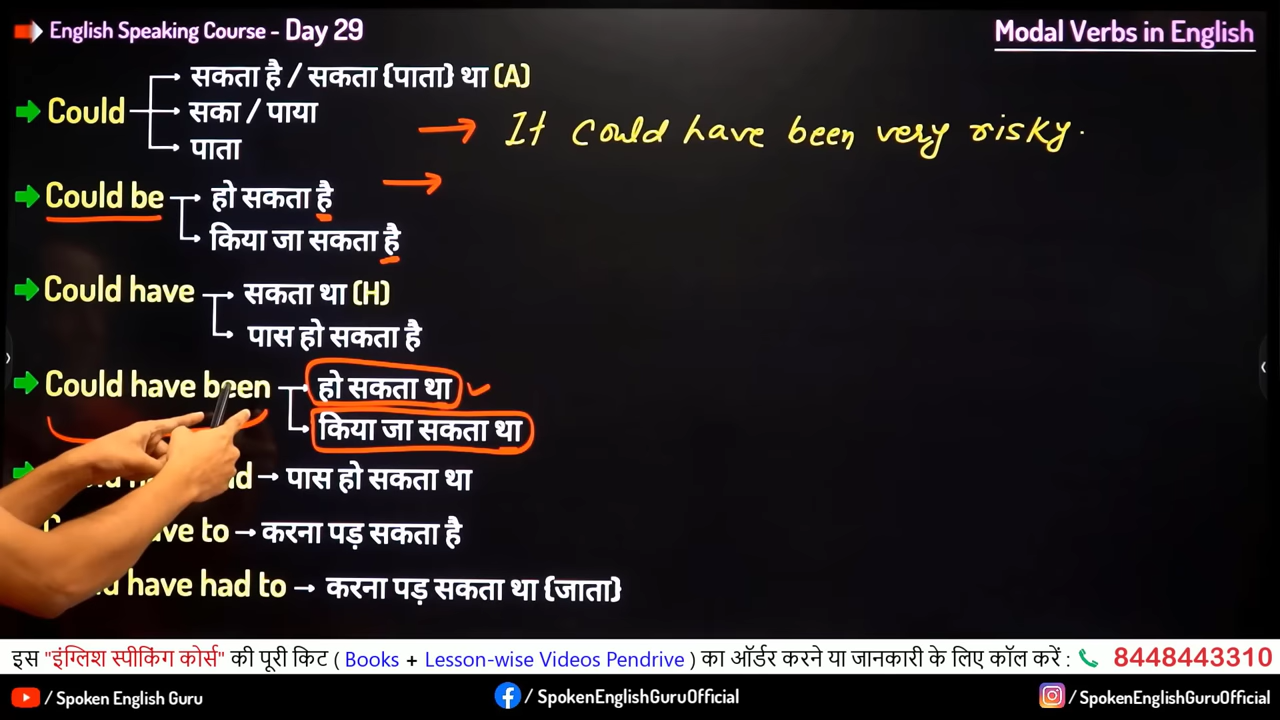 English Speaking Course - Day 29
Modal Verbs in English
Could
सकता है / सकता {पाता} था (A)
सका / पाया
पाता
It could have been very risky.
Could be
हो सकता है
किया जा सकता है
Could have
सकता था (H)
पास हो सकता है
Could have been
हो सकता था
किया जा सकता था
पास हो सकता था
to → करना पड़ सकता है
have had to → करना पड़ सकता था {जाता}
इस "इंग्लिश स्पीकिंग कोर्स" की पूरी किट ( Books + Lesson-wise Videos Pendrive ) का ऑर्डर करने या जानकारी के लिए कॉल करें : 8448443310
/ Spoken English Guru
/ SpokenEnglishGuruOfficial
/ SpokenEnglishGuruOfficial